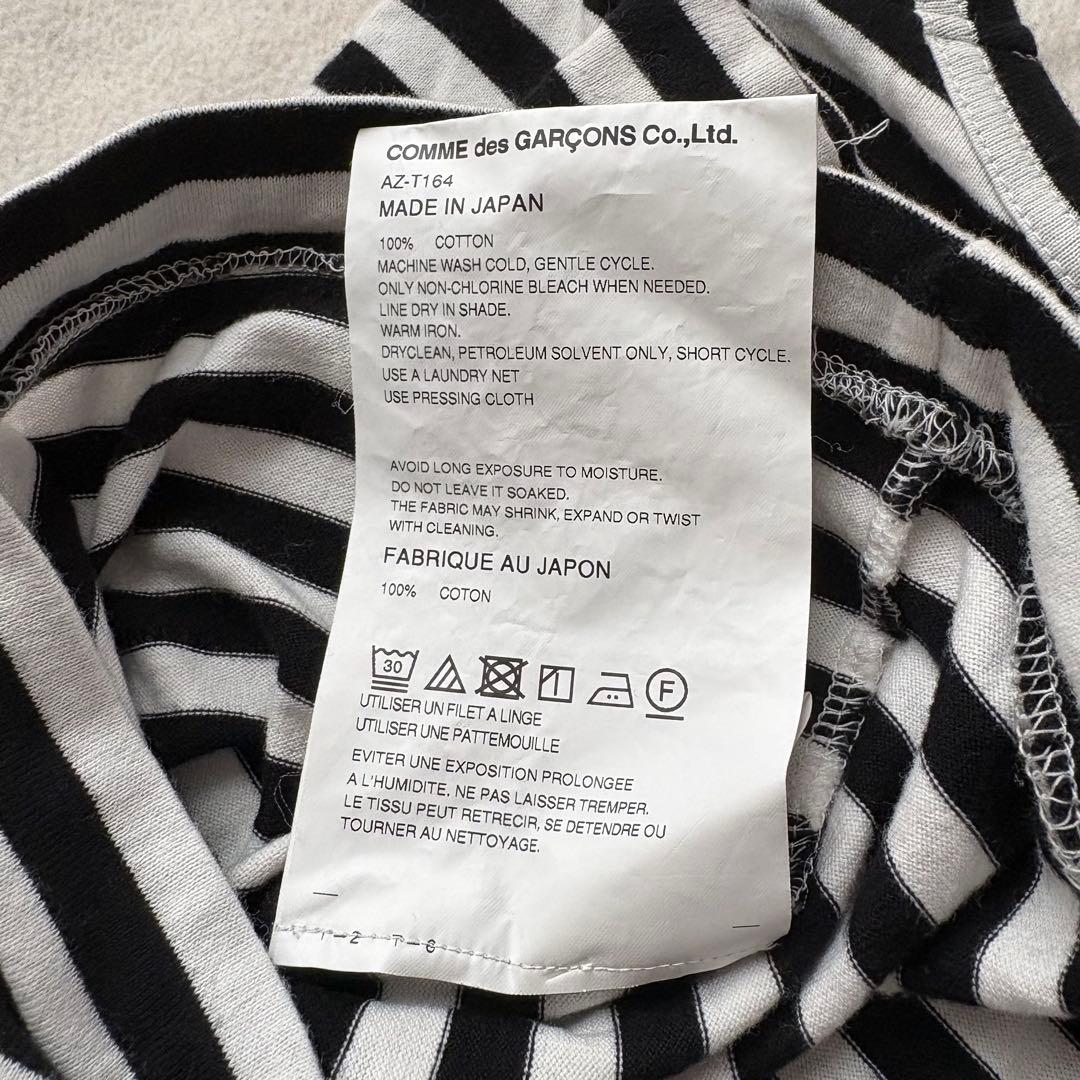 COMME des GARÇONS Co.,Ltd.
AZ-T164
MADE IN JAPAN
100% COTTON
MACHINE WASH COLD, GENTLE CYCLE.
ONLY NON-CHLORINE BLEACH WHEN NEEDED.
LINE DRY IN SHADE.
WARM IRON.
DRYCLEAN, PETROLEUM SOLVENT ONLY, SHORT CYCLE.
USE A LAUNDRY NET
USE PRESSING CLOTH
AVOID LONG EXPOSURE TO MOISTURE.
DO NOT LEAVE IT SOAKED.
THE FABRIC MAY SHRINK, EXPAND OR TWIST
WITH CLEANING.
FABRIQUE AU JAPON
100% COTON
30 F
UTILISER UN FILET A LINGE
UTILISER UNE PATTEMOUILLE
EVITER UNE EXPOSITION PROLONGEE
A L'HUMIDITE. NE PAS LAISSER TREMPER.
LE TISSU PEUT RETRECIR, SE DETENDRE OU
TOURNER AU NETTOYAGE.